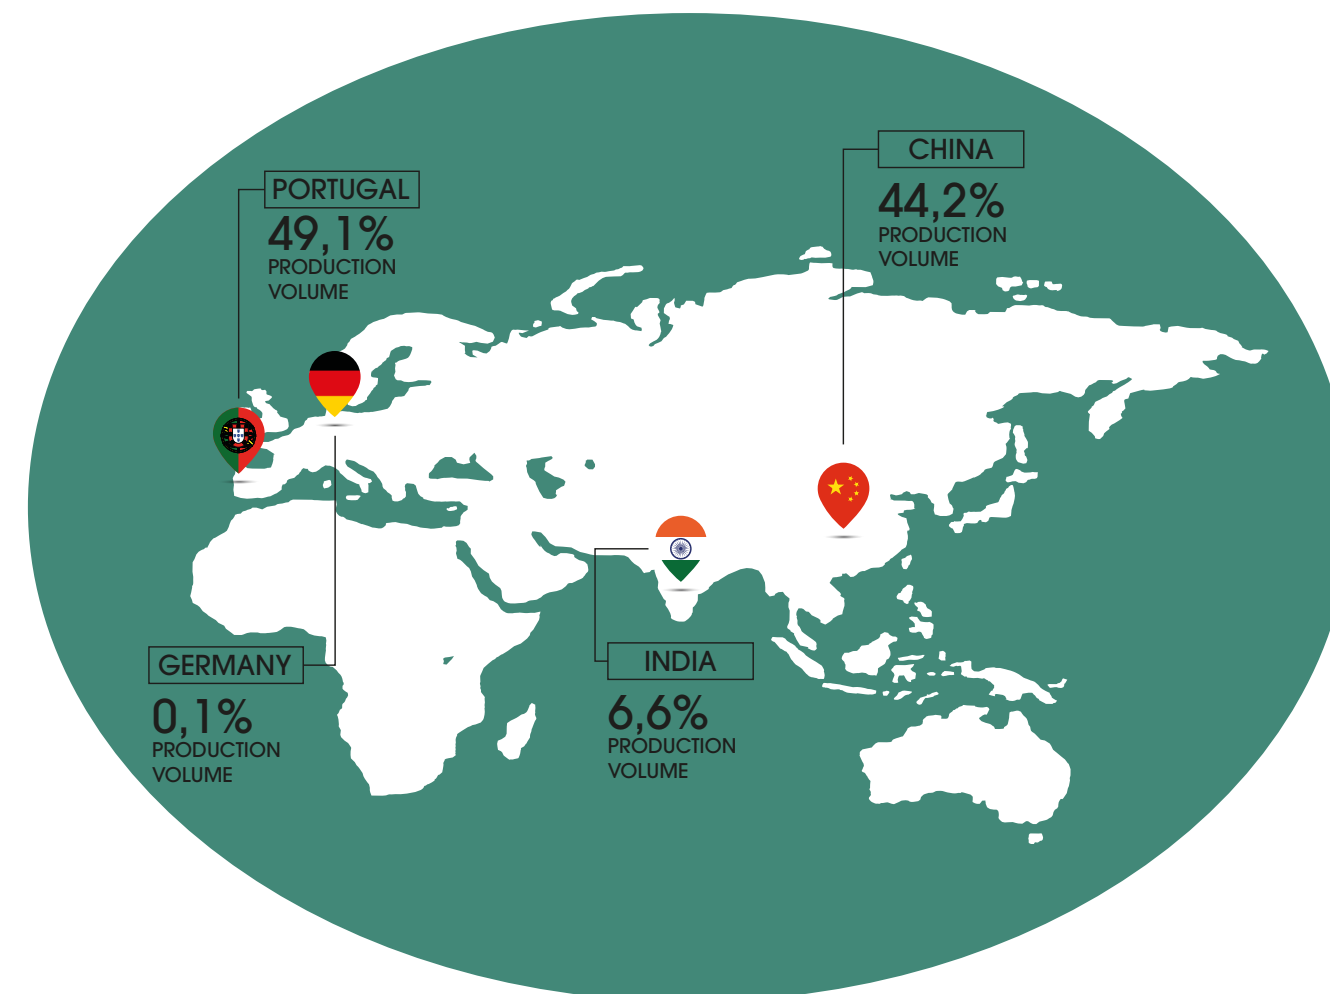 PORTUGAL
49,1%
PRODUCTION
VOLUME
CHINA
44,2%
PRODUCTION
VOLUME
GERMANY
0,1%
PRODUCTION
VOLUME
INDIA
6,6%
PRODUCTION
VOLUME